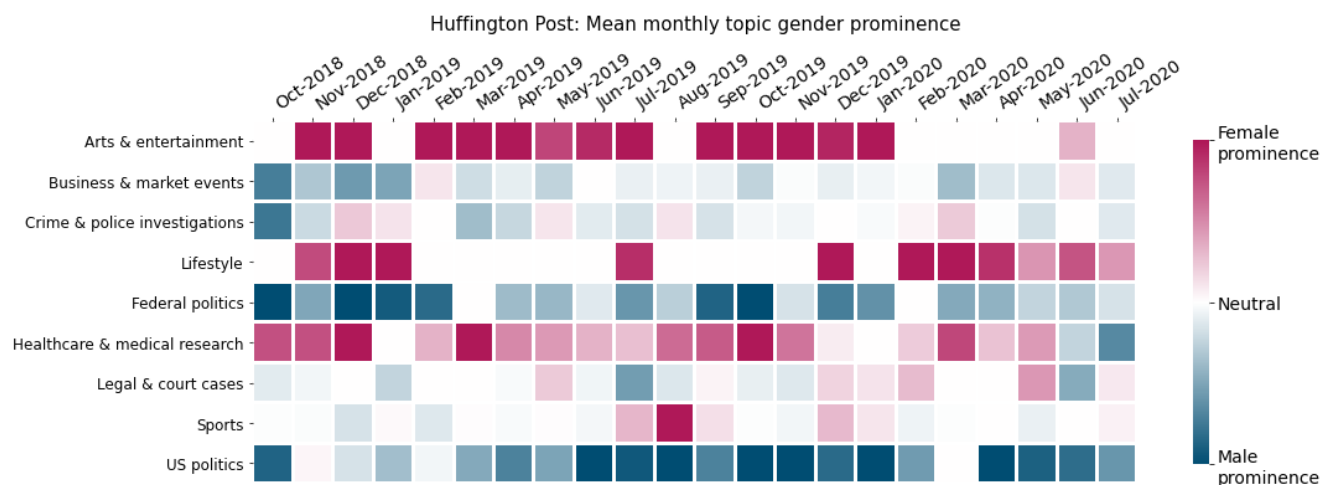 Huffington Post: Mean monthly topic gender prominence
Oct-2018
Nov-2018
Dec-2018
Jan-2019
Feb-2019
Mar-2019
Apr-2019
May-2019
Jun-2019
Jul-2019
Aug-2019
Sep-2019
Oct-2019
Nov-2019
Dec-2019
Jan-2020
Feb-2020
Mar-2020
Apr-2020
May-2020
Jun-2020
Jul-2020
Arts & entertainment
Business & market events
Crime & police investigations
Lifestyle
Federal politics
Healthcare & medical research
Legal & court cases
Sports
US politics
Female
prominence
Neutral
Male
prominence